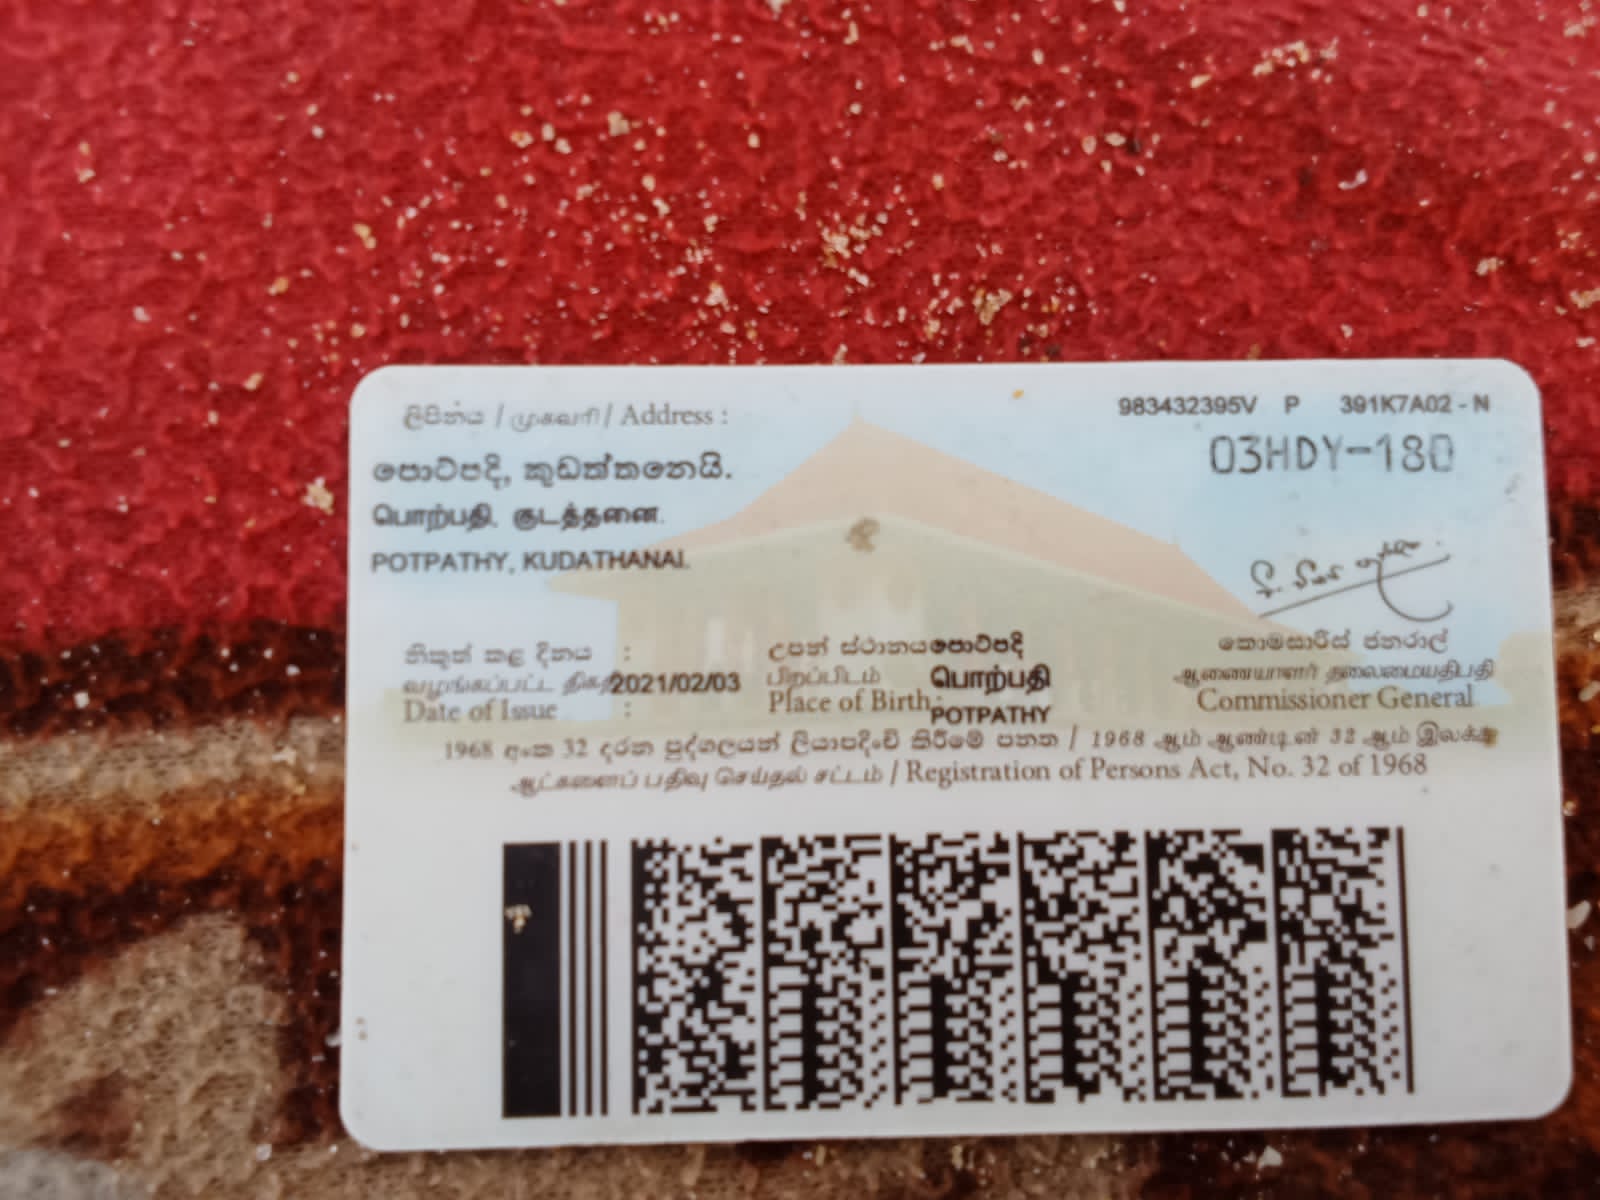 ලිපිනය / முகவரி / Address :
983432395V P 391K7A02 - N
03HDY-180
පොට්පදි, කුඩත්තනෙයි.
பொற்பதி, குடத்தனை.
POTPATHY, KUDATHANAI.
නිකුත් කළ දිනය :
வழங்கப்பட்ட திகதி 2021/02/03
Date of Issue :
උපන් ස්ථානය පොට්පදි
பிறப்பிடம் பொற்பதி
Place of Birth : POTPATHY
කොමසාරිස් ජනරාල්
ஆணையாளர் தலைமையதிபதி
Commissioner General
1968 අංක 32 දරන පුද්ගලයන් ලියාපදිංචි කිරීමේ පනත / 1968 ஆம் ஆண்டின் 32 ஆம் இலக்க
ஆட்களைப் பதிவு செய்தல் சட்டம் / Registration of Persons Act, No. 32 of 1968